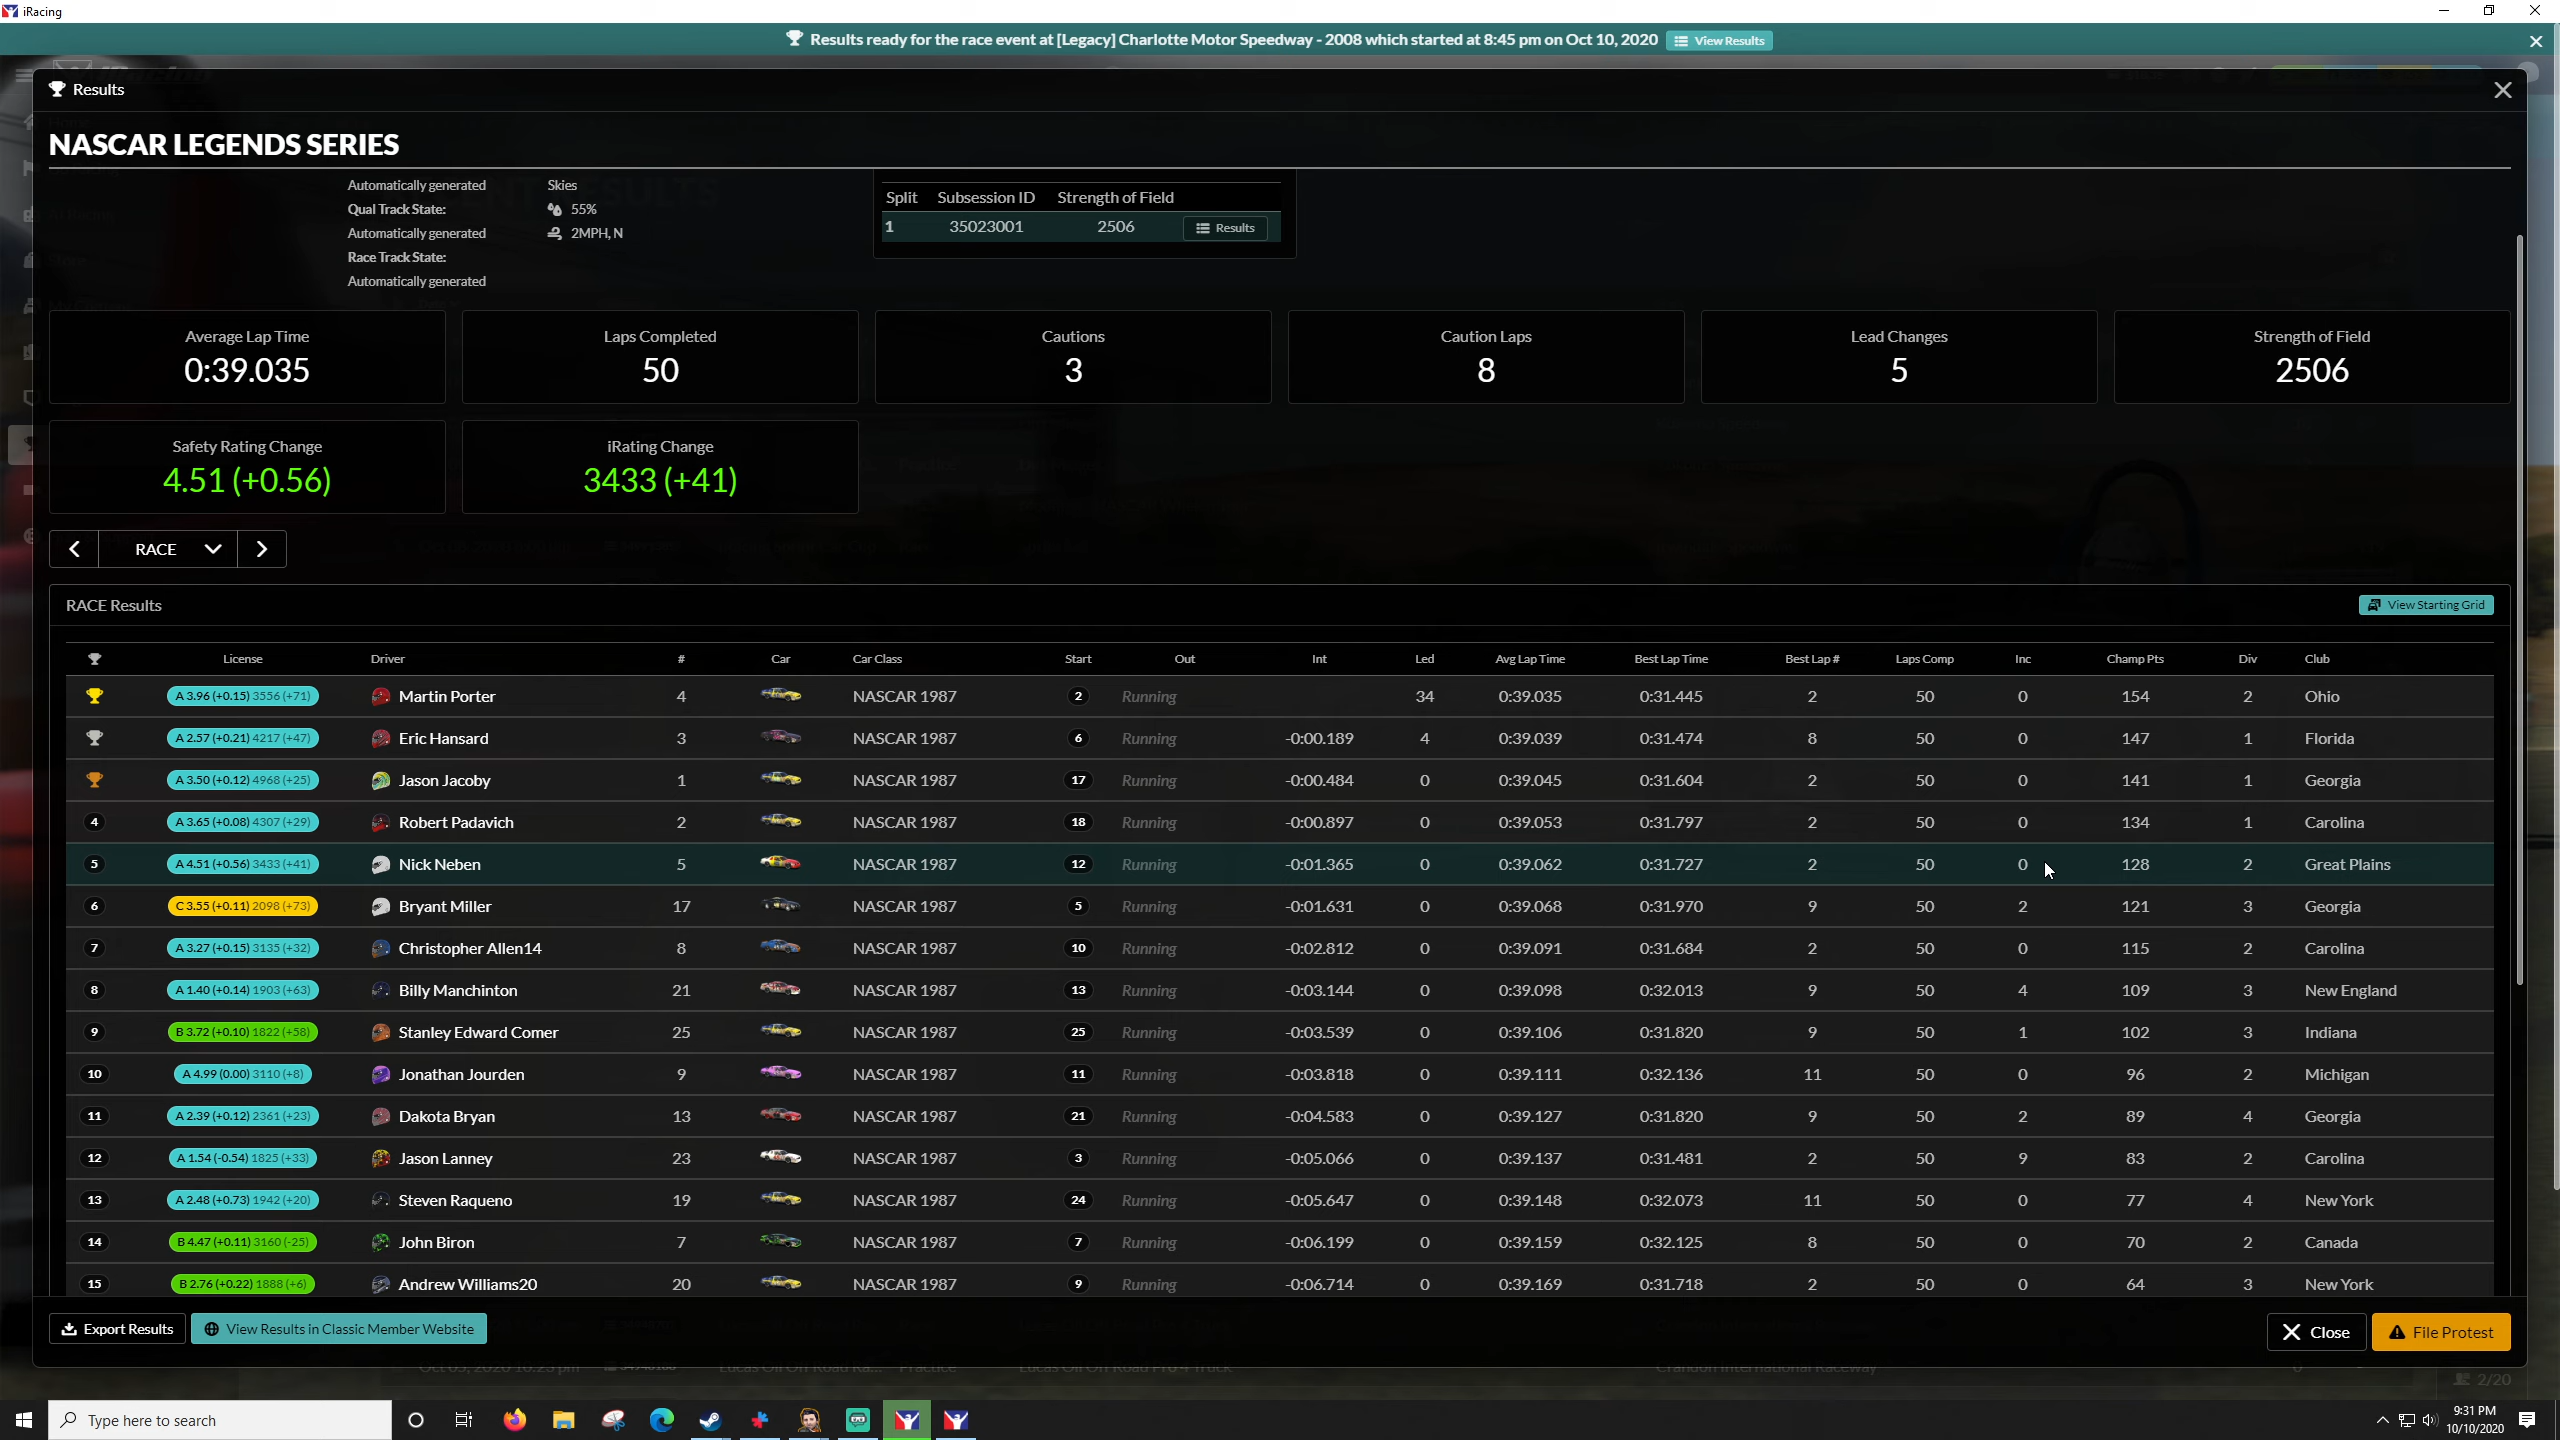 iRacing
Results ready for the race event at [Legacy] Charlotte Motor Speedway - 2008 which started at 8:45 pm on Oct 10, 2020 View Results
Results
NASCAR LEGENDS SERIES
Automatically generated Skies
Qual Track State: 55%
Automatically generated 2MPH, N
Race Track State:
Automatically generated
Split Subsession ID Strength of Field
1 35023001 2506 Results
Average Lap Time Laps Completed Cautions Caution Laps Lead Changes Strength of Field
0:39.035 50 3 8 5 2506
Safety Rating Change iRating Change
4.51 (+0.56) 3433 (+41)
RACE
RACE Results View Starting Grid
License Driver # Car Car Class Start Out Int Led Avg Lap Time Best Lap Time Best Lap # Laps Comp Inc Champ Pts Div Club
A 3.96 (+0.15) 3556 (+71) Martin Porter 4 NASCAR 1987 2 Running 34 0:39.035 0:31.445 2 50 0 154 2 Ohio
A 2.57 (+0.21) 4217 (+47) Eric Hansard 3 NASCAR 1987 6 Running -0:00.189 4 0:39.039 0:31.474 8 50 0 147 1 Florida
A 3.50 (+0.12) 4968 (+25) Jason Jacoby 1 NASCAR 1987 17 Running -0:00.484 0 0:39.045 0:31.604 2 50 0 141 1 Georgia
4 A 3.65 (+0.08) 4307 (+29) Robert Padavich 2 NASCAR 1987 18 Running -0:00.897 0 0:39.053 0:31.797 2 50 0 134 1 Carolina
5 A 4.51 (+0.56) 3433 (+41) Nick Neben 5 NASCAR 1987 12 Running -0:01.365 0 0:39.062 0:31.727 2 50 0 128 2 Great Plains
6 C 3.55 (+0.11) 2098 (+73) Bryant Miller 17 NASCAR 1987 5 Running -0:01.631 0 0:39.068 0:31.970 9 50 2 121 3 Georgia
7 A 3.27 (+0.15) 3135 (+32) Christopher Allen14 8 NASCAR 1987 10 Running -0:02.812 0 0:39.091 0:31.684 2 50 0 115 2 Carolina
8 A 1.40 (+0.14) 1903 (+63) Billy Manchinton 21 NASCAR 1987 13 Running -0:03.144 0 0:39.098 0:32.013 9 50 4 109 3 New England
9 B 3.72 (+0.10) 1822 (+58) Stanley Edward Comer 25 NASCAR 1987 25 Running -0:03.539 0 0:39.106 0:31.820 9 50 1 102 3 Indiana
10 A 4.99 (0.00) 3110 (+8) Jonathan Jourden 9 NASCAR 1987 11 Running -0:03.818 0 0:39.111 0:32.136 11 50 0 96 2 Michigan
11 A 2.39 (+0.12) 2361 (+23) Dakota Bryan 13 NASCAR 1987 21 Running -0:04.583 0 0:39.127 0:31.820 9 50 2 89 4 Georgia
12 A 1.54 (-0.54) 1825 (+33) Jason Lanney 23 NASCAR 1987 3 Running -0:05.066 0 0:39.137 0:31.481 2 50 9 83 2 Carolina
13 A 2.48 (+0.73) 1942 (+20) Steven Raqueno 19 NASCAR 1987 24 Running -0:05.647 0 0:39.148 0:32.073 11 50 0 77 4 New York
14 B 4.47 (+0.11) 3160 (-25) John Biron 7 NASCAR 1987 7 Running -0:06.199 0 0:39.159 0:32.125 8 50 0 70 2 Canada
15 B 2.76 (+0.22) 1888 (+6) Andrew Williams20 20 NASCAR 1987 9 Running -0:06.714 0 0:39.169 0:31.718 2 50 0 64 3 New York
Export Results View Results in Classic Member Website Close File Protest
Oct 05, 2020 10:23 pm Lucas Oil Off Road Ra... Practice Lucas Oil Off Road Pro 4 Truck Crandon International Raceway
2/20
Type here to search
9:31 PM
10/10/2020